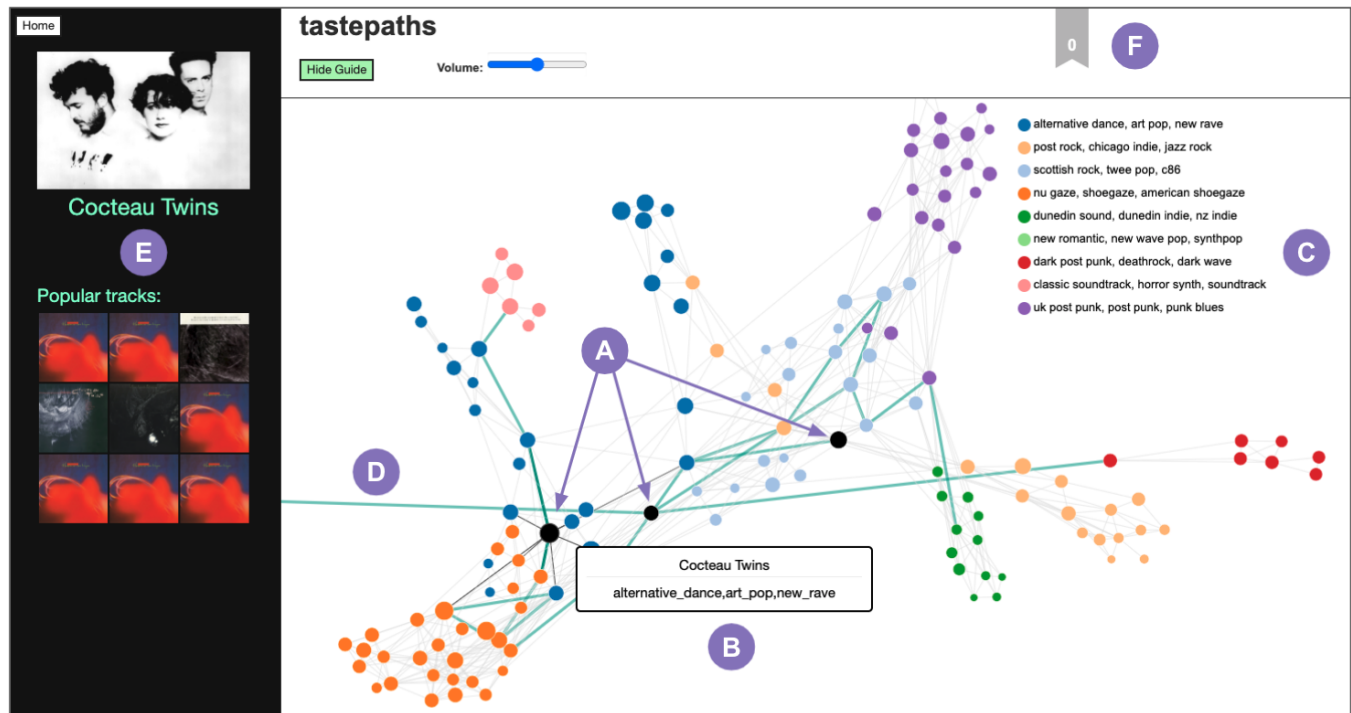 Home
tastepaths
0
F
Hide Guide
Volume:
alternative dance, art pop, new rave
post rock, chicago indie, jazz rock
scottish rock, twee pop, c86
nu gaze, shoegaze, american shoegaze
dunedin sound, dunedin indie, nz indie
new romantic, new wave pop, synthpop
dark post punk, deathrock, dark wave
classic soundtrack, horror synth, soundtrack
uk post punk, post punk, punk blues
C
Cocteau Twins
E
Popular tracks:
A
D
Cocteau Twins
alternative_dance,art_pop,new_rave
B